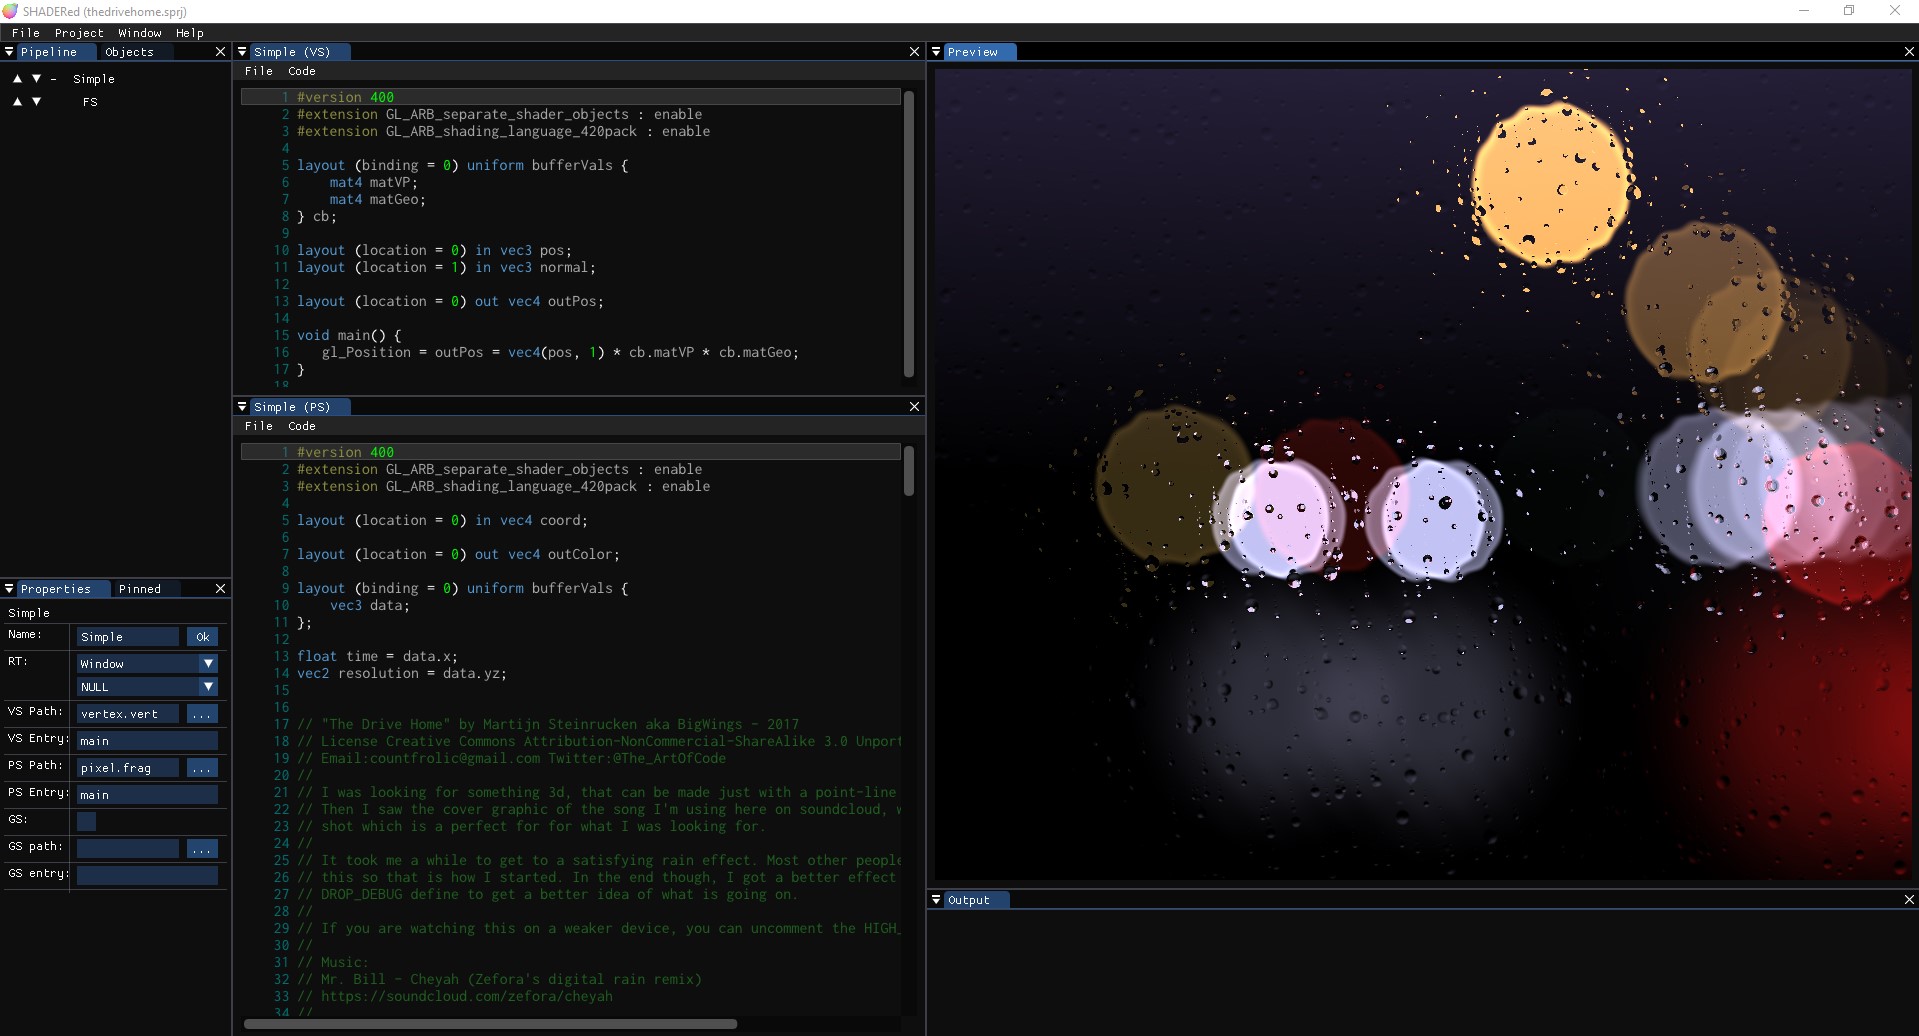 SHADERed (thedrivehome.sprj)
File Project Window Help
Pipeline Objects
Simple
FS
Properties Pinned
Simple
Name: Simple Ok
RT: Window
NULL
VS Path: vertex.vert ...
VS Entry: main
PS Path: pixel.frag ...
PS Entry: main
GS:
GS path: ...
GS entry:
Simple (VS)
File Code
1 #version 400
2 #extension GL_ARB_separate_shader_objects : enable
3 #extension GL_ARB_shading_language_420pack : enable
4
5 layout (binding = 0) uniform bufferVals {
6 mat4 matVP;
7 mat4 matGeo;
8 } cb;
9
10 layout (location = 0) in vec3 pos;
11 layout (location = 1) in vec3 normal;
12
13 layout (location = 0) out vec4 outPos;
14
15 void main() {
16 gl_Position = outPos = vec4(pos, 1) * cb.matVP * cb.matGeo;
17 }
18
Simple (PS)
File Code
1 #version 400
2 #extension GL_ARB_separate_shader_objects : enable
3 #extension GL_ARB_shading_language_420pack : enable
4
5 layout (location = 0) in vec4 coord;
6
7 layout (location = 0) out vec4 outColor;
8
9 layout (binding = 0) uniform bufferVals {
10 vec3 data;
11 };
12
13 float time = data.x;
14 vec2 resolution = data.yz;
15
16
17 // "The Drive Home" by Martijn Steinrucken aka BigWings - 2017
18 // License Creative Commons Attribution-NonCommercial-ShareAlike 3.0 Unpor
19 // Email:countfrolic@gmail.com Twitter:@The_ArtOfCode
20 //
21 // I was looking for something 3d, that can be made just with a point-line
22 // Then I saw the cover graphic of the song I'm using here on soundcloud, w
23 // shot which is a perfect for for what I was looking for.
24 //
25 // It took me a while to get to a satisfying rain effect. Most other people
26 // this so that is how I started. In the end though, I got a better effect
27 // DROP_DEBUG define to get a better idea of what is going on.
28 //
29 // If you are watching this on a weaker device, you can uncomment the HIGH_
30 //
31 // Music:
32 // Mr. Bill - Cheyah (Zefora's digital rain remix)
33 // https://soundcloud.com/zefora/cheyah
34 //
Preview
Output